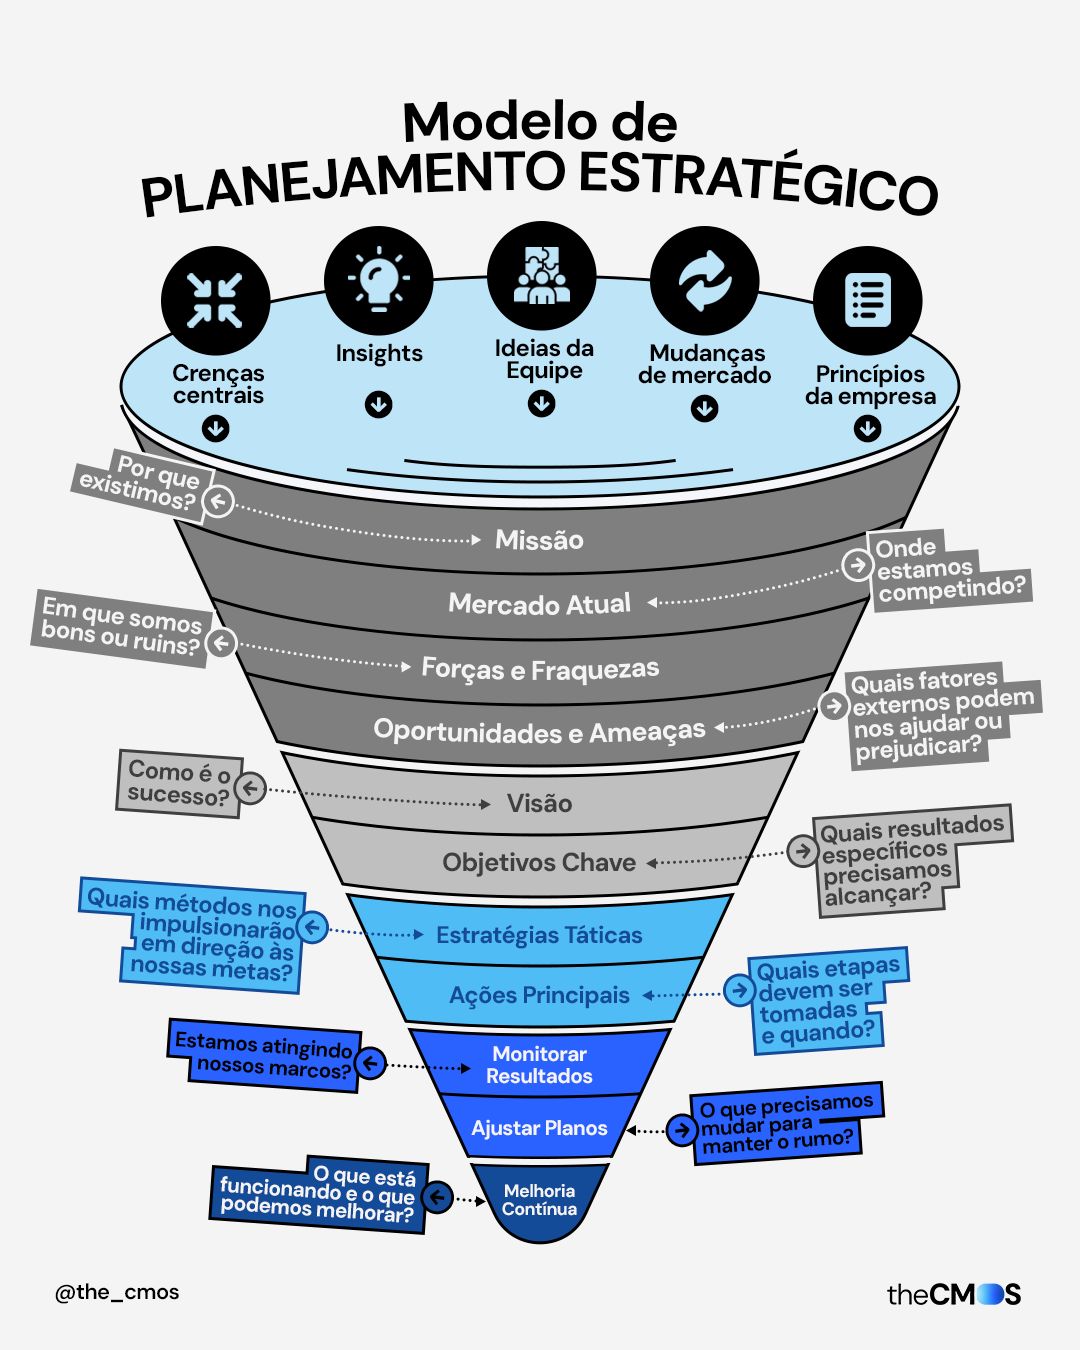 Modelo de
PLANEJAMENTO ESTRATÉGICO
Crenças
centrais
Insights
Ideias da
Equipe
Mudanças
de mercado
Princípios
da empresa
Por que
existimos?
Missão
Onde
estamos
competindo?
Mercado Atual
Em que somos
bons ou ruins?
Forças e Fraquezas
Quais fatores
externos podem
nos ajudar ou
prejudicar?
Oportunidades e Ameaças
Como é o
sucesso?
Visão
Quais resultados
específicos
precisamos
alcançar?
Objetivos Chave
Quais métodos nos
impulsionarão
em direção às
nossas metas?
Estratégias Táticas
Quais etapas
devem ser
tomadas
e quando?
Ações Principais
Estamos atingindo
nossos marcos?
Monitorar
Resultados
O que precisamos
mudar para
manter o rumo?
Ajustar Planos
O que está
funcionando e o que
podemos melhorar?
Melhoria
Contínua
@the_cmos
theCMOS